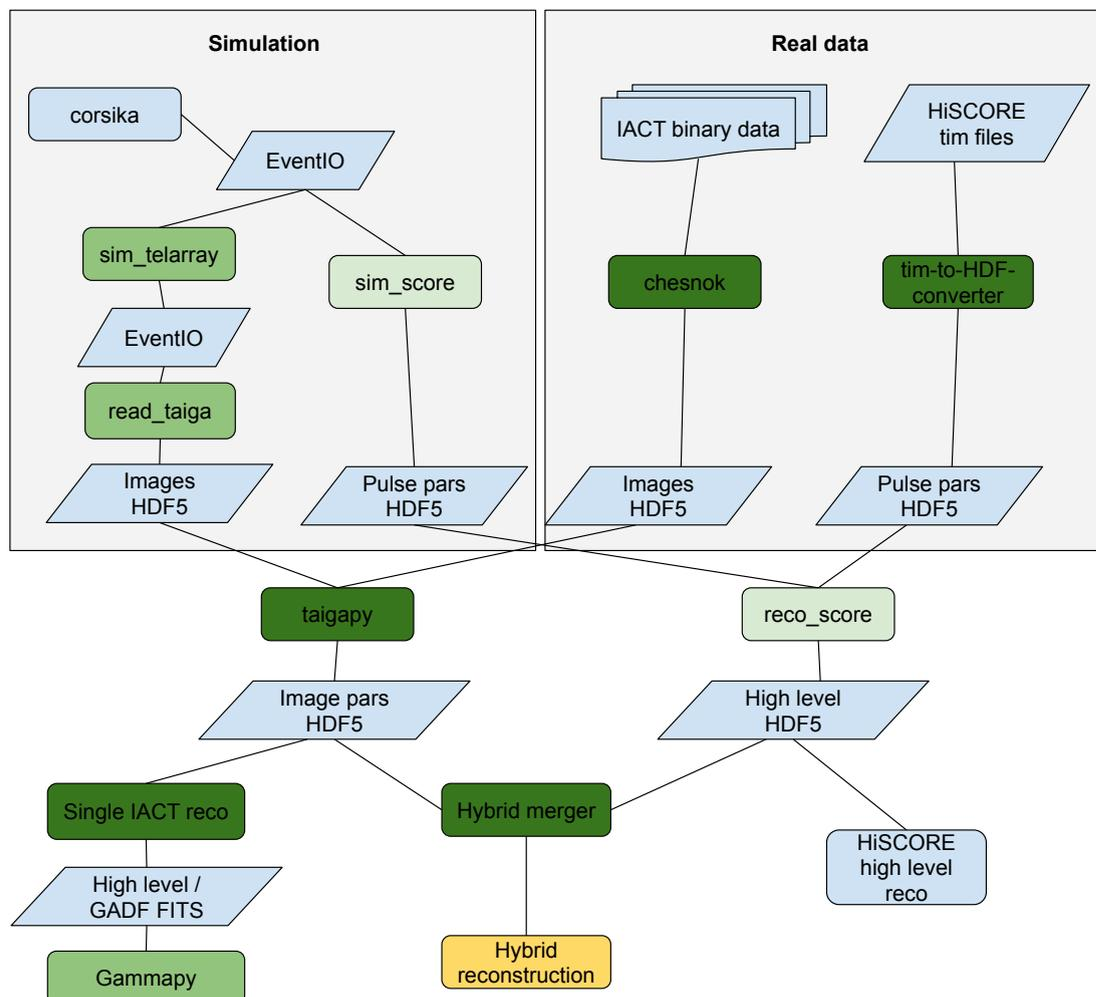 Simulation
Real data
corsika
EventIO
IACT binary data
HiSCORE
tim files
sim_telarray
sim_score
chesnok
tim-to-HDF-
converter
EventIO
read_taiga
Images
HDF5
Pulse pars
HDF5
Images
HDF5
Pulse pars
HDF5
taigapy
reco_score
Image pars
HDF5
High level
HDF5
Single IACT reco
Hybrid merger
HiSCORE
high level
reco
High level /
GADF FITS
Hybrid
reconstruction
Gammapy